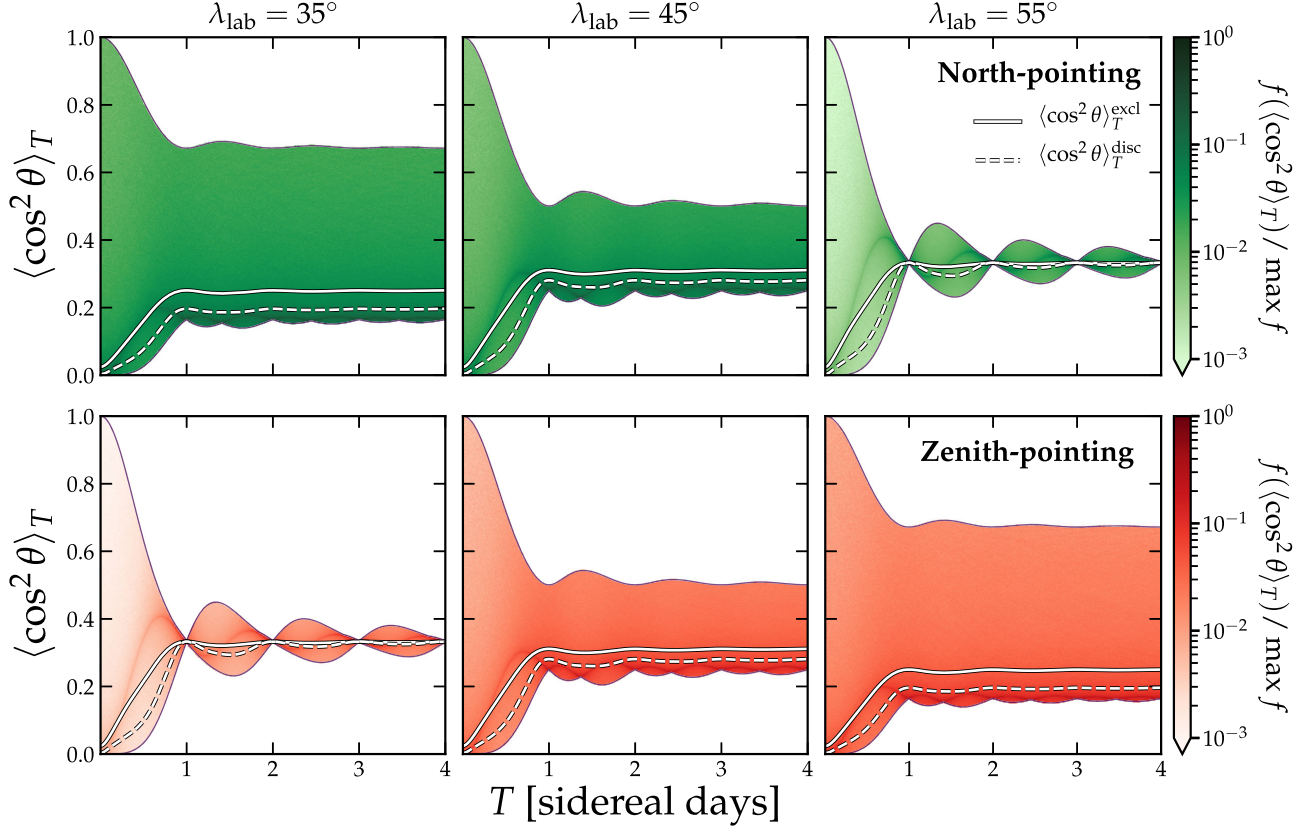 λ_lab = 35° λ_lab = 45° λ_lab = 55°
1.0
0.8
0.6
0.4
0.2
0.0
⟨cos² θ⟩_T
North-pointing
⟨cos² θ⟩_T^excl
⟨cos² θ⟩_T^disc
10⁰
10⁻¹
10⁻²
10⁻³
f(⟨cos² θ⟩_T) / max f
1.0
0.8
0.6
0.4
0.2
0.0
⟨cos² θ⟩_T
Zenith-pointing
10⁰
10⁻¹
10⁻²
10⁻³
f(⟨cos² θ⟩_T) / max f
1 2 3 4 1 2 3 4 1 2 3 4
T [sidereal days]